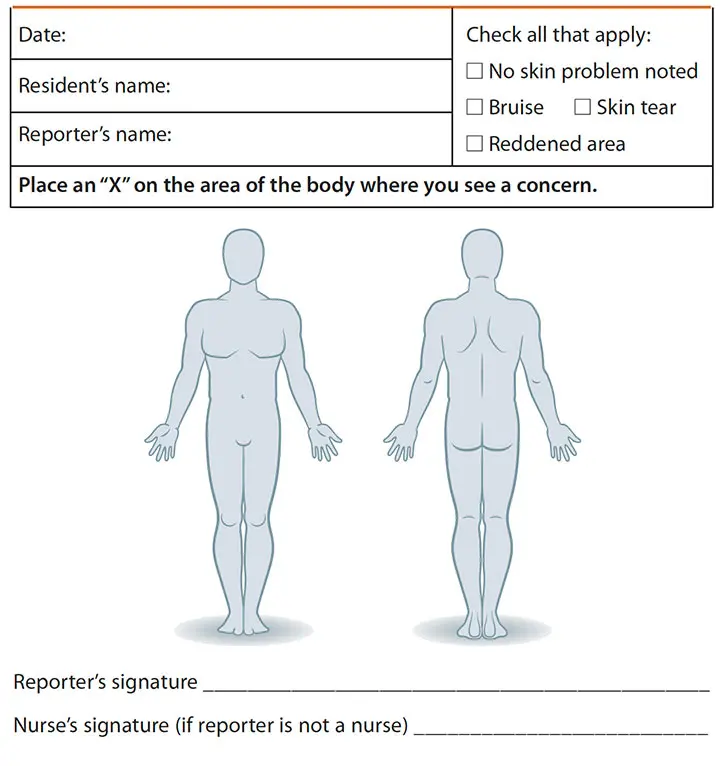 Date:
Resident’s name:
Reporter’s name:
Check all that apply:
☐ No skin problem noted
☐ Bruise ☐ Skin tear
☐ Reddened area
Place an “X” on the area of the body where you see a concern.
Reporter’s signature ______________________________________________
Nurse’s signature (if reporter is not a nurse) ___________________________